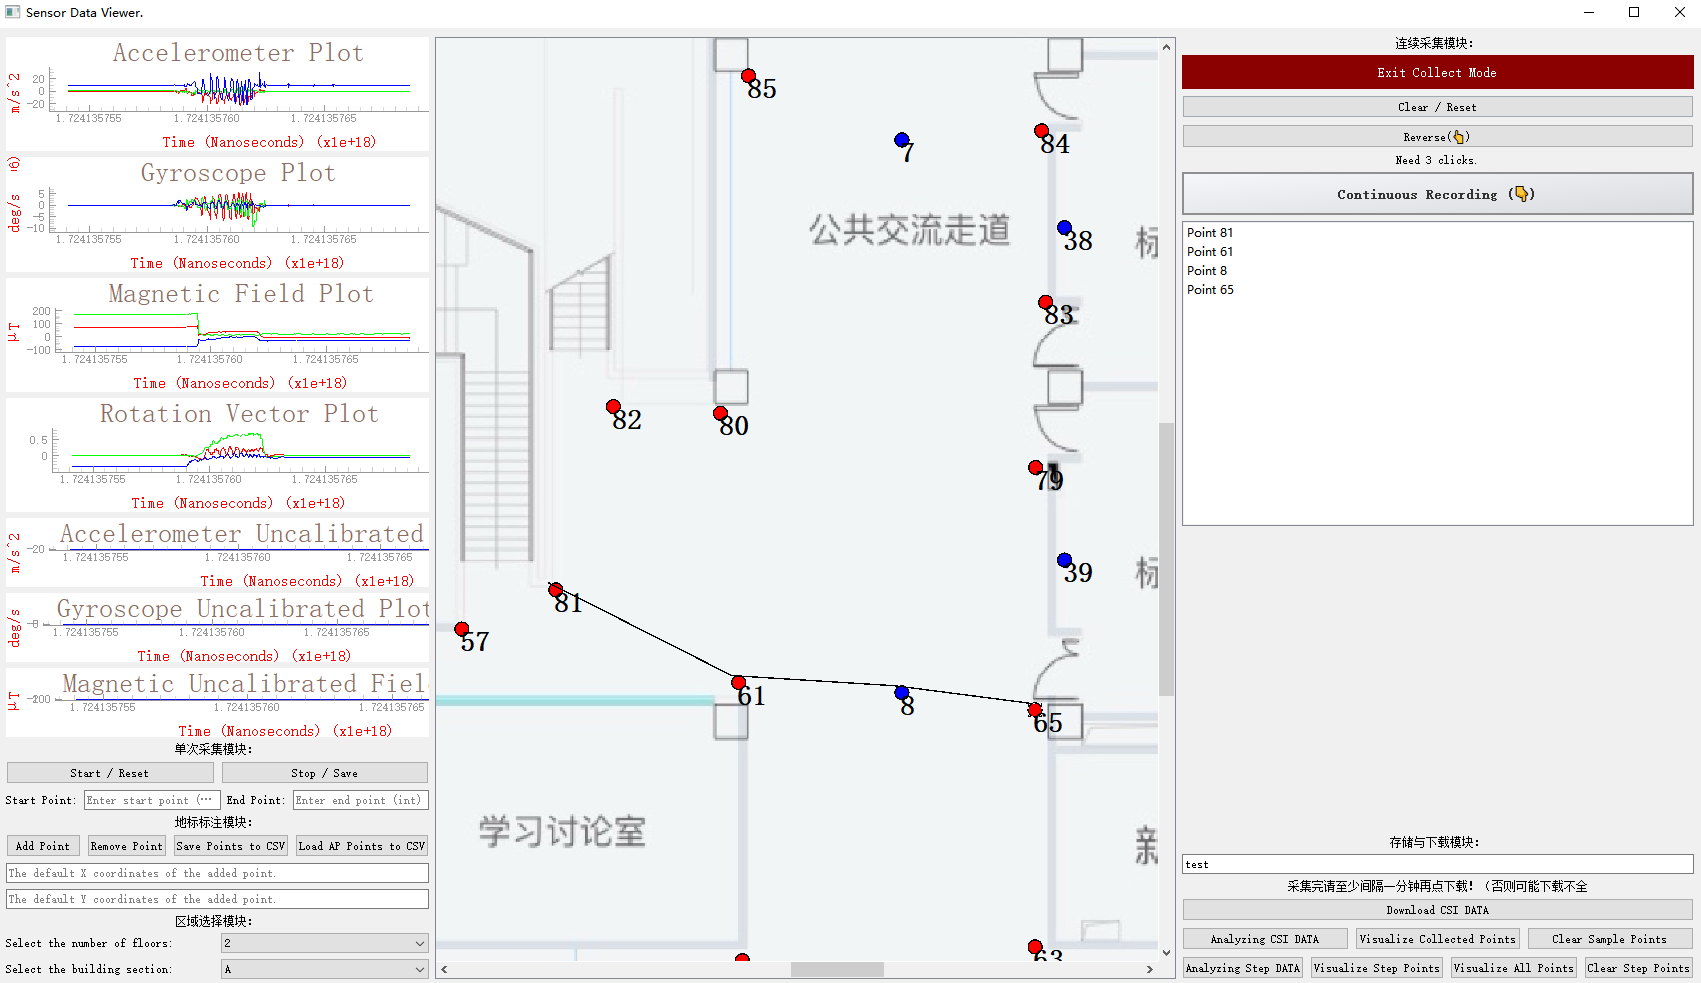 Sensor Data Viewer.
Accelerometer Plot
m/s^2
20
0
-20
1.724135755
1.724135760
1.724135765
Time (Nanoseconds) (x1e+18)
Gyroscope Plot
deg/s
5
0
-5
-10
1.724135755
1.724135760
1.724135765
Time (Nanoseconds) (x1e+18)
Magnetic Field Plot
μT
200
100
0
-100
1.724135755
1.724135760
1.724135765
Time (Nanoseconds) (x1e+18)
Rotation Vector Plot
0.5
0
1.724135755
1.724135760
1.724135765
Time (Nanoseconds) (x1e+18)
Accelerometer Uncalibrated
m/s^2
-20
1.724135755
1.724135760
1.724135765
Time (Nanoseconds) (x1e+18)
Gyroscope Uncalibrated Plot
deg/s
1.724135755
1.724135760
1.724135765
Time (Nanoseconds) (x1e+18)
Magnetic Uncalibrated Fiel
μT
1.724135755
1.724135760
1.724135765
Time (Nanoseconds) (x1e+18)
单次采集模块:
Start / Reset
Stop / Save
Start Point:
Enter start point (…
End Point:
Enter end point (int)
地标标注模块:
Add Point
Remove Point
Save Points to CSV
Load AP Points to CSV
The default X coordinates of the added point.
The default Y coordinates of the added point.
区域选择模块:
Select the number of floors:
2
Select the building section:
A
85
7
84
公共交流走道
38
标
83
82
80
79
39
标
81
57
61
8
65
学习讨论室
新
63
连续采集模块:
Exit Collect Mode
Clear / Reset
Reverse(👆)
Need 3 clicks.
Continuous Recording (👇)
Point 81
Point 61
Point 8
Point 65
存储与下载模块:
test
采集完请至少间隔一分钟再点下载! (否则可能下载不全
Download CSI DATA
Analyzing CSI DATA
Visualize Collected Points
Clear Sample Points
Analyzing Step DATA
Visualize Step Points
Visualize All Points
Clear Step Points